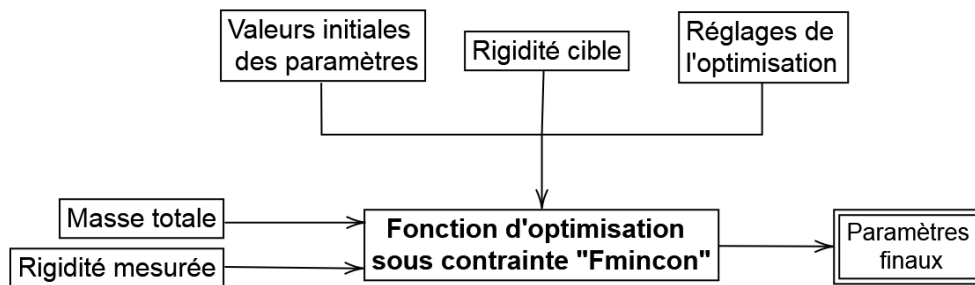 Valeurs initiales
des paramètres
Rigidité cible
Réglages de
l'optimisation
Masse totale
Rigidité mesurée
Fonction d'optimisation
sous contrainte "Fmincon"
Paramètres
finaux